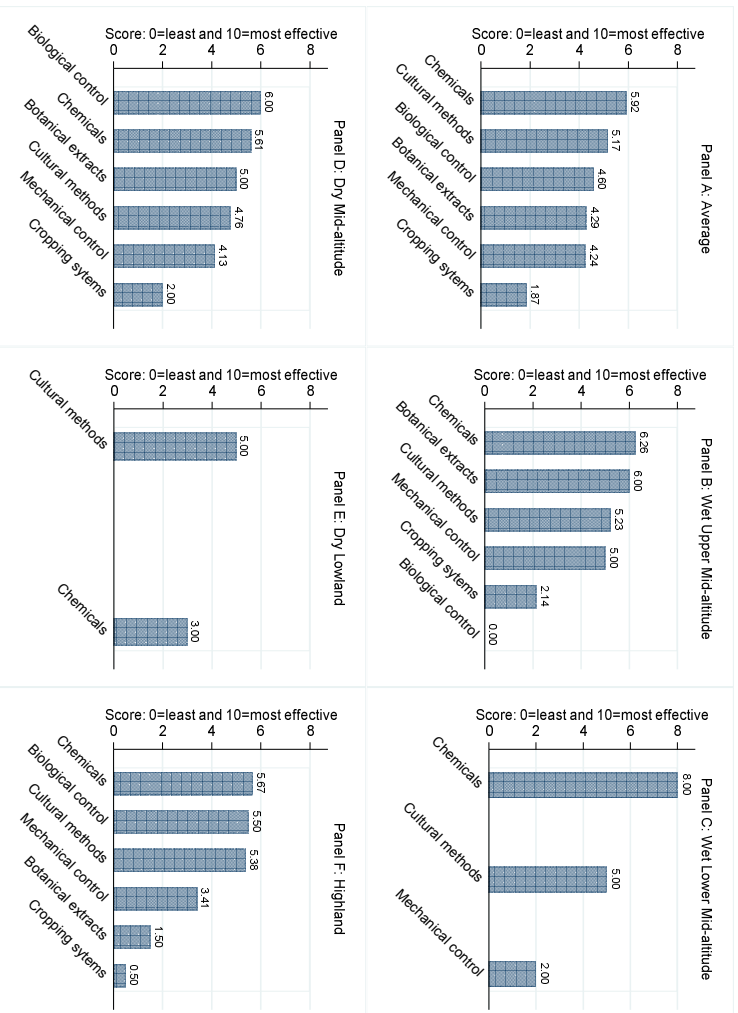 Panel A: Average
Score: 0=least and 10=most effective
8
6
4
2
0
5.92
5.17
4.60
4.29
4.24
1.87
Chemicals
Cultural methods
Biological control
Botanical extracts
Mechanical control
Cropping sytems
Panel B: Wet Upper Mid-altitude
Score: 0=least and 10=most effective
8
6
4
2
0
6.26
6.00
5.23
5.00
2.14
0.00
Chemicals
Botanical extracts
Cultural methods
Mechanical control
Cropping sytems
Biological control
Panel C: Wet Lower Mid-altitude
Score: 0=least and 10=most effective
8
6
4
2
0
8.00
5.00
2.00
Chemicals
Cultural methods
Mechanical control
Panel D: Dry Mid-altitude
Score: 0=least and 10=most effective
8
6
4
2
0
6.00
5.61
5.00
4.76
4.13
2.00
Biological control
Chemicals
Botanical extracts
Cultural methods
Mechanical control
Cropping sytems
Panel E: Dry Lowland
Score: 0=least and 10=most effective
8
6
4
2
0
5.00
3.00
Cultural methods
Chemicals
Panel F: Highland
Score: 0=least and 10=most effective
8
6
4
2
0
5.67
5.50
5.38
3.41
1.50
0.50
Chemicals
Biological control
Cultural methods
Mechanical control
Botanical extracts
Cropping sytems